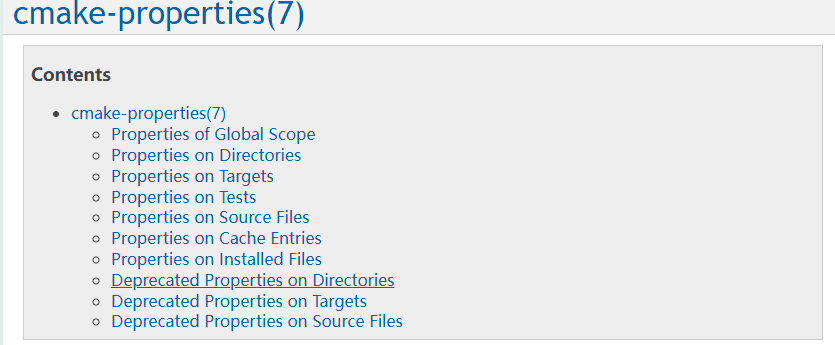 cmake-properties(7)
Contents
cmake-properties(7)
Properties of Global Scope
Properties on Directories
Properties on Targets
Properties on Tests
Properties on Source Files
Properties on Cache Entries
Properties on Installed Files
Deprecated Properties on Directories
Deprecated Properties on Targets
Deprecated Properties on Source Files